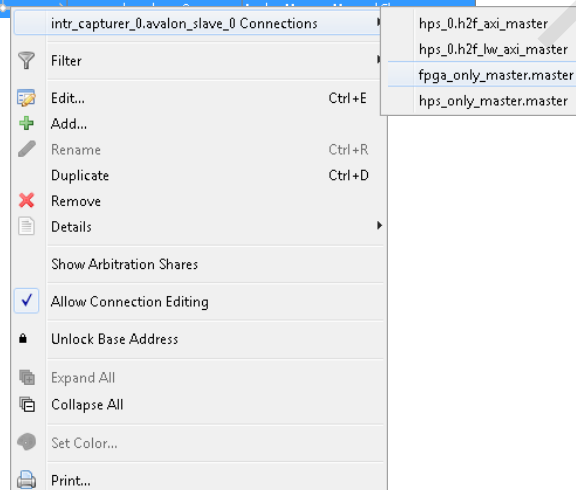 intr_capturer_0.avalon_slave_0 Connections
hps_0.h2f_axi_master
hps_0.h2f_lw_axi_master
fpga_only_master.master
hps_only_master.master
Filter
Edit... Ctrl+E
Add...
Rename Ctrl+R
Duplicate Ctrl+D
Remove
Details
Show Arbitration Shares
Allow Connection Editing
Unlock Base Address
Expand All
Collapse All
Set Color...
Print...